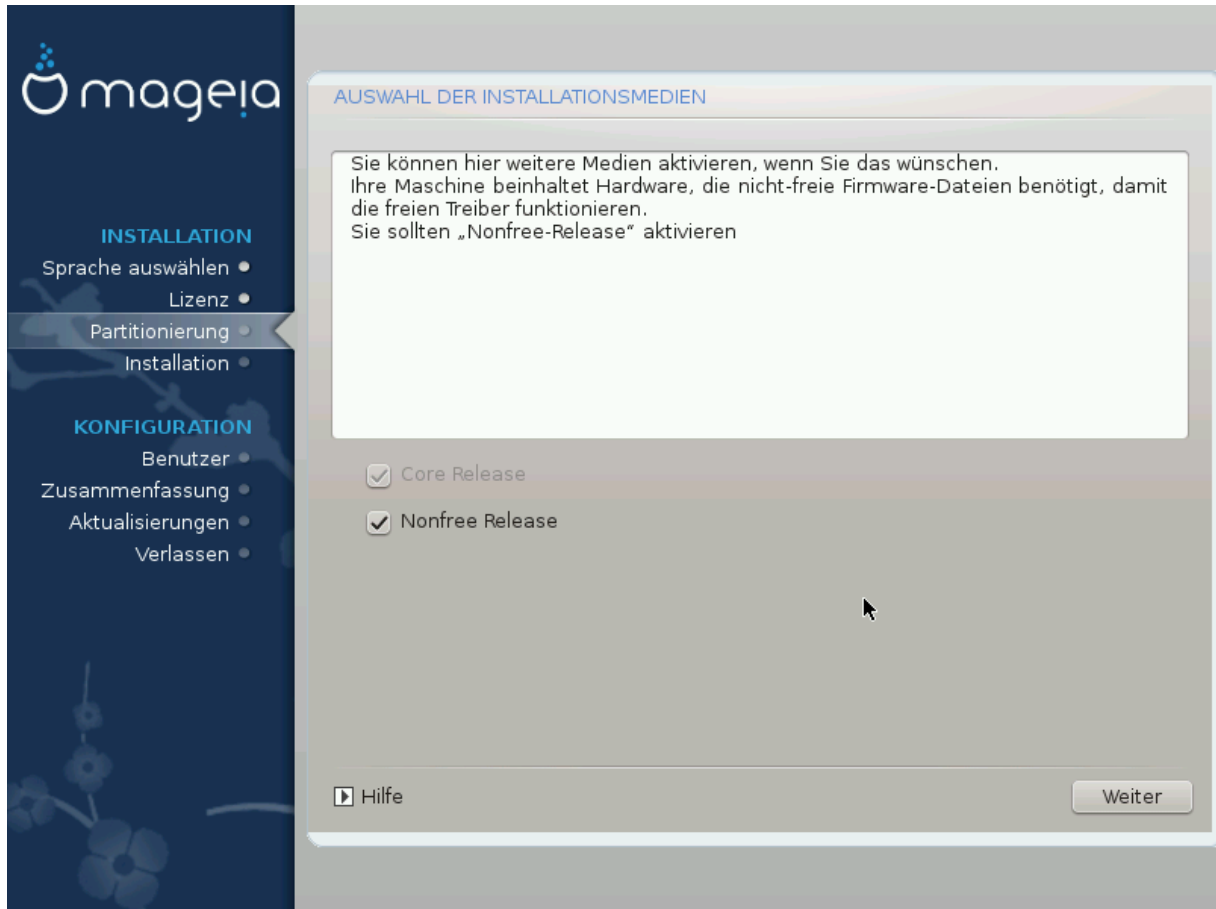 mageia
INSTALLATION
Sprache auswählen
Lizenz
Partitionierung
Installation
KONFIGURATION
Benutzer
Zusammenfassung
Aktualisierungen
Verlassen
AUSWAHL DER INSTALLATIONSMEDIEN
Sie können hier weitere Medien aktivieren, wenn Sie das wünschen.
Ihre Maschine beinhaltet Hardware, die nicht-freie Firmware-Dateien benötigt, damit
die freien Treiber funktionieren.
Sie sollten „Nonfree-Release“ aktivieren
Core Release
Nonfree Release
Hilfe
Weiter